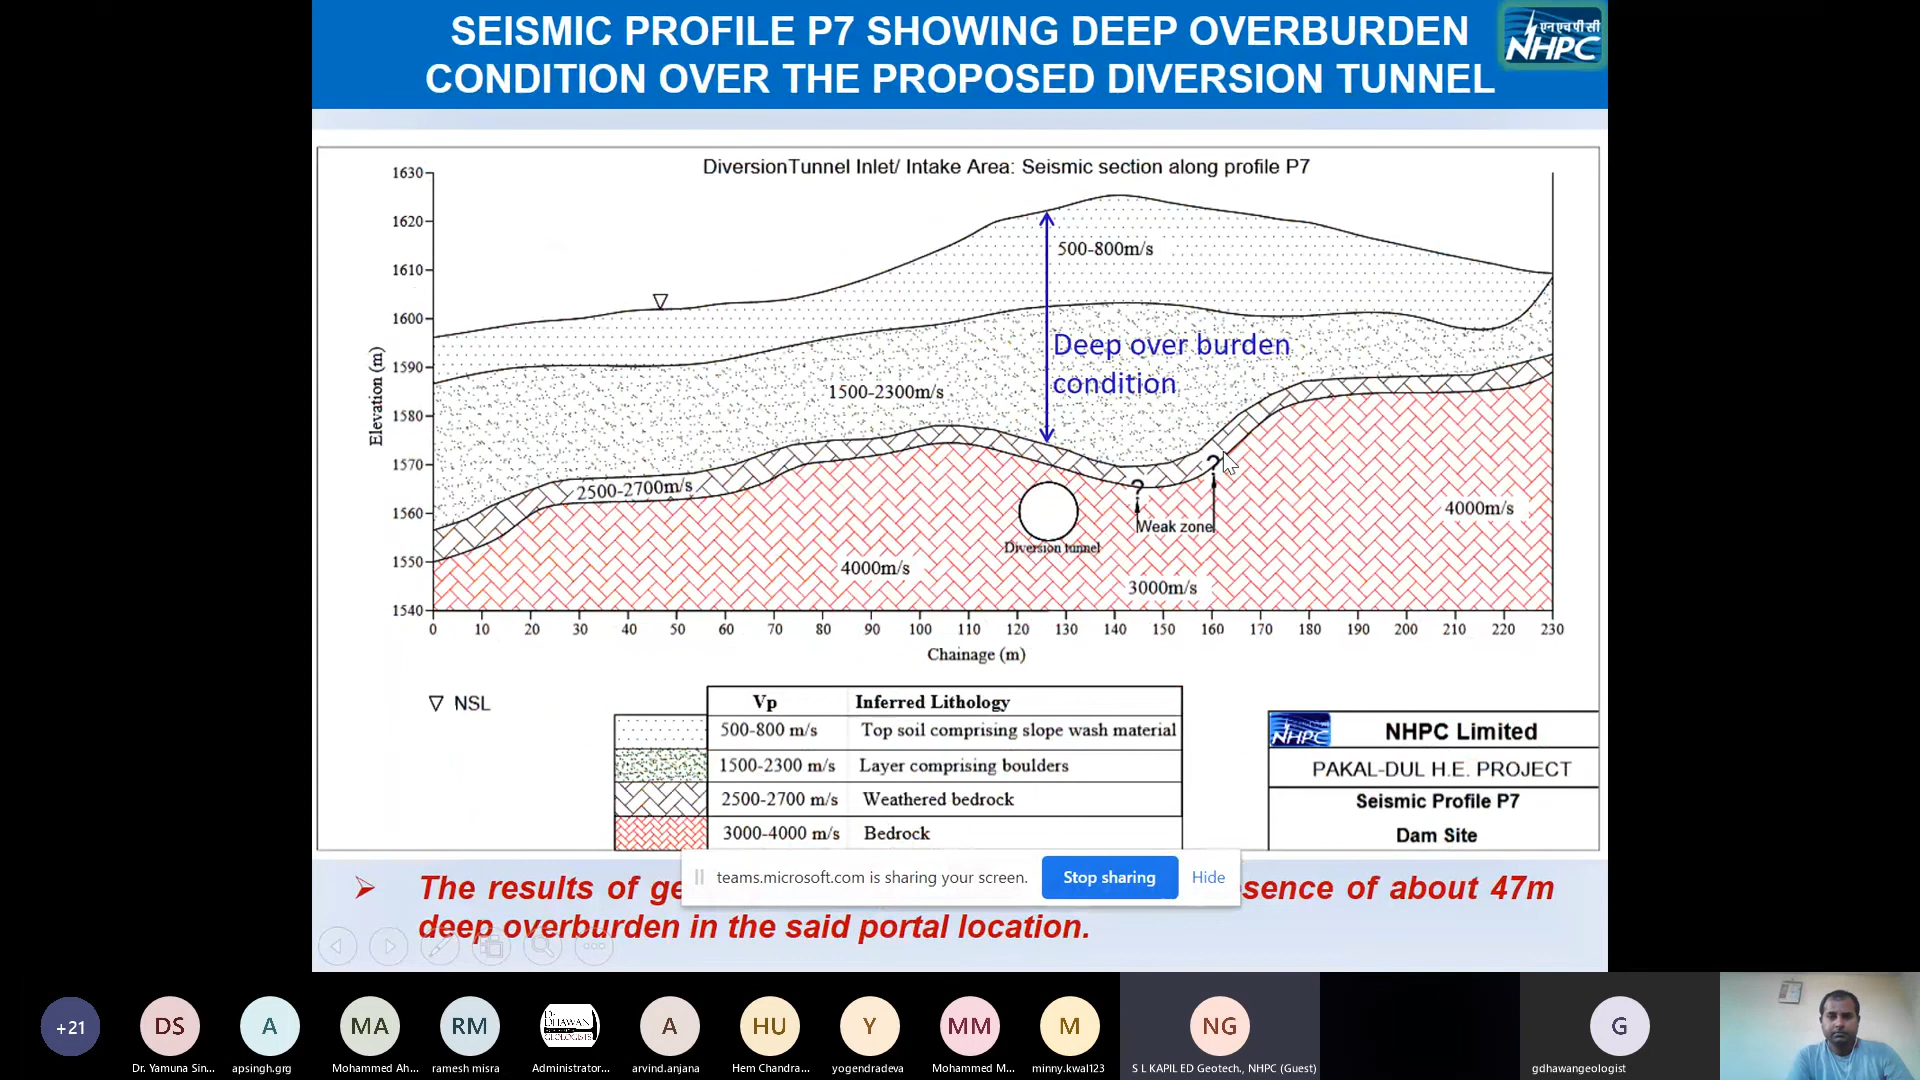 SEISMIC PROFILE P7 SHOWING DEEP OVERBURDEN
CONDITION OVER THE PROPOSED DIVERSION TUNNEL
एनएचपीसी
NHPC
DiversionTunnel Inlet/ Intake Area: Seismic section along profile P7
1630
1620
1610
1600
1590
1580
1570
1560
1550
1540
Elevation (m)
500-800m/s
Deep over burden
condition
1500-2300m/s
2500-2700m/s
?
?
Weak zone
4000m/s
Diversion tunnel
4000m/s
3000m/s
0 10 20 30 40 50 60 70 80 90 100 110 120 130 140 150 160 170 180 190 200 210 220 230
Chainage (m)
NSL
Vp Inferred Lithology
500-800 m/s Top soil comprising slope wash material
1500-2300 m/s Layer comprising boulders
2500-2700 m/s Weathered bedrock
3000-4000 m/s Bedrock
NHPC
NHPC Limited
PAKAL-DUL H.E. PROJECT
Seismic Profile P7
Dam Site
teams.microsoft.com is sharing your screen.
Stop sharing
Hide
The results of ge sence of about 47m
deep overburden in the said portal location.
+21
DS
A
MA
RM
Dr.
DHAWAN
GEOLOGISTS
A
HU
Y
MM
M
NG
G
Dr. Yamuna Sin...
apsingh.grg
Mohammed Ah...
ramesh misra
Administrator...
arvind.anjana
Hem Chandra...
yogendradeva
Mohammed M...
minny.kwal123
S L KAPIL ED Geotech., NHPC (Guest)
gdhawangeologist